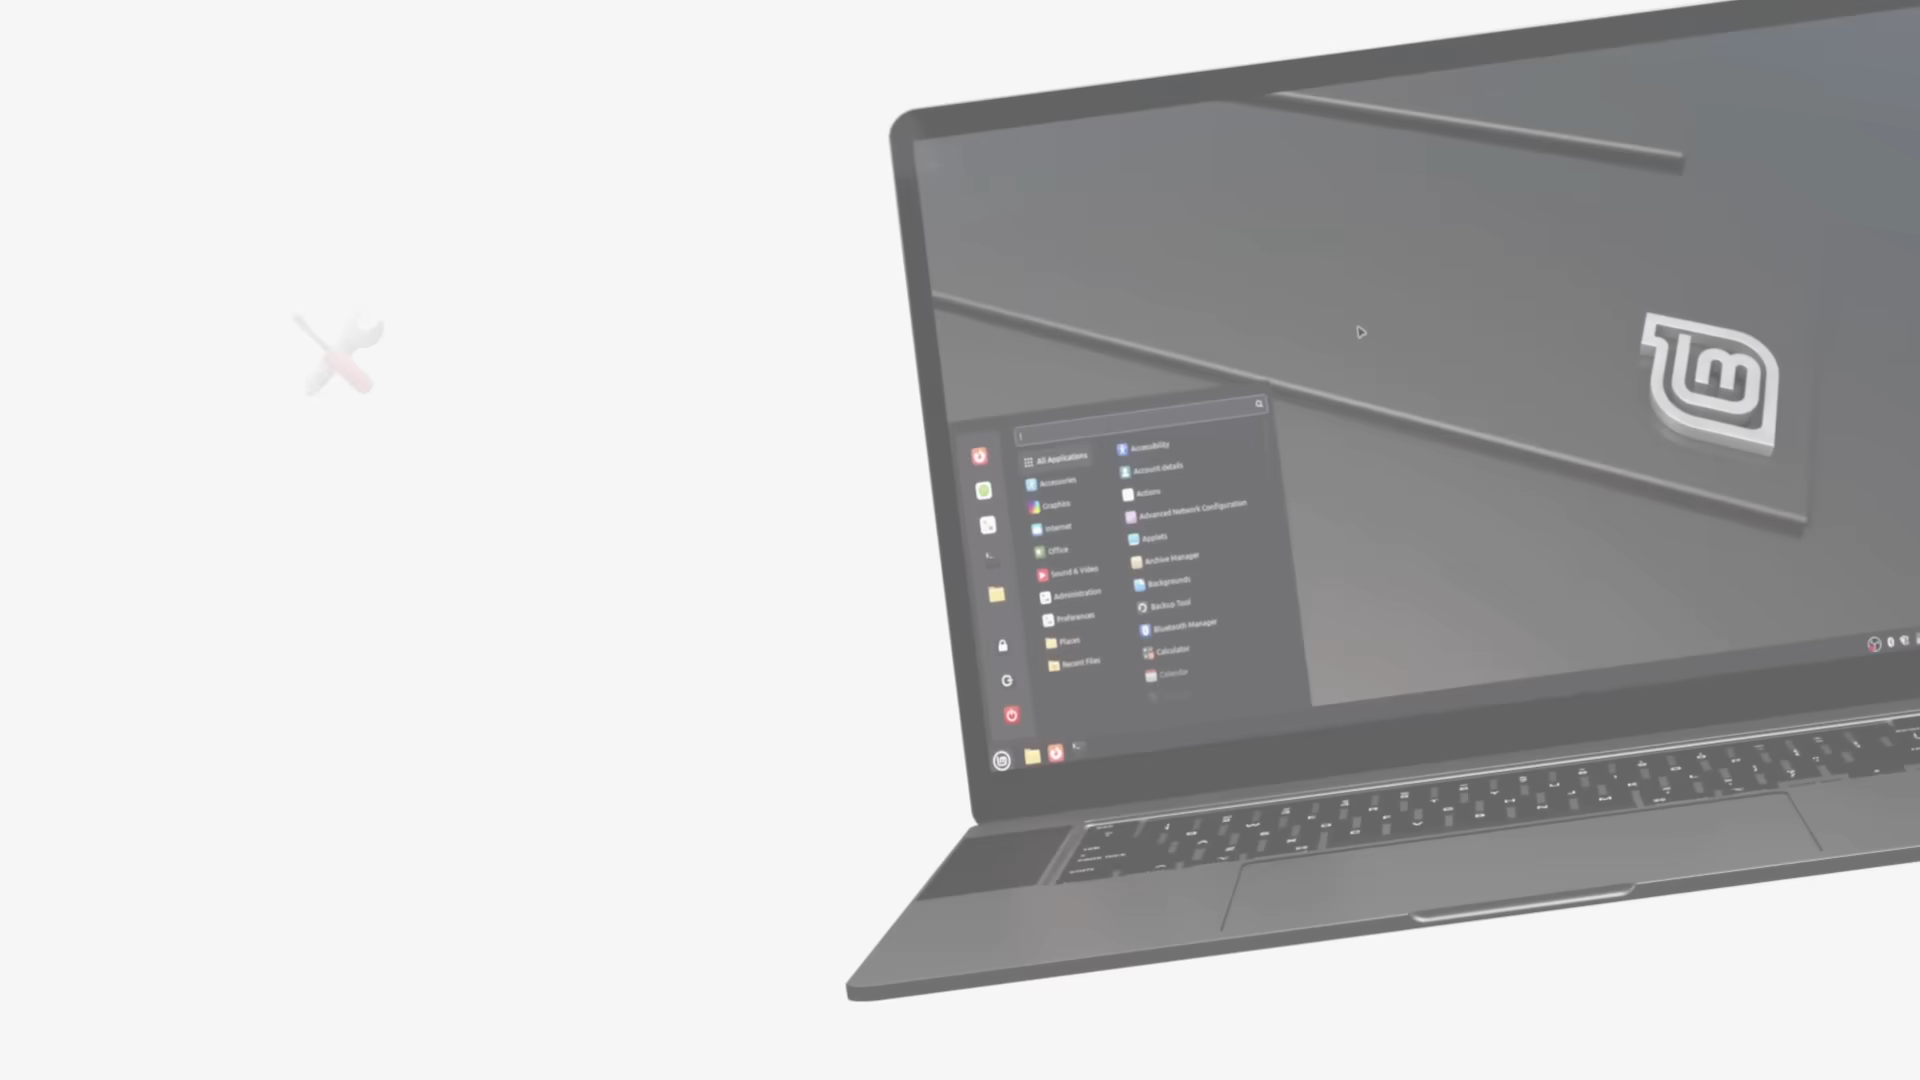 All Applications
Accessories
Graphics
Internet
Office
Sound & Video
Administration
Preferences
Places
Recent Files
Accessibility
Account details
Actions
Advanced Network Configuration
Applets
Archive Manager
Backgrounds
Backup Tool
Bluetooth Manager
Calculator
Calendar